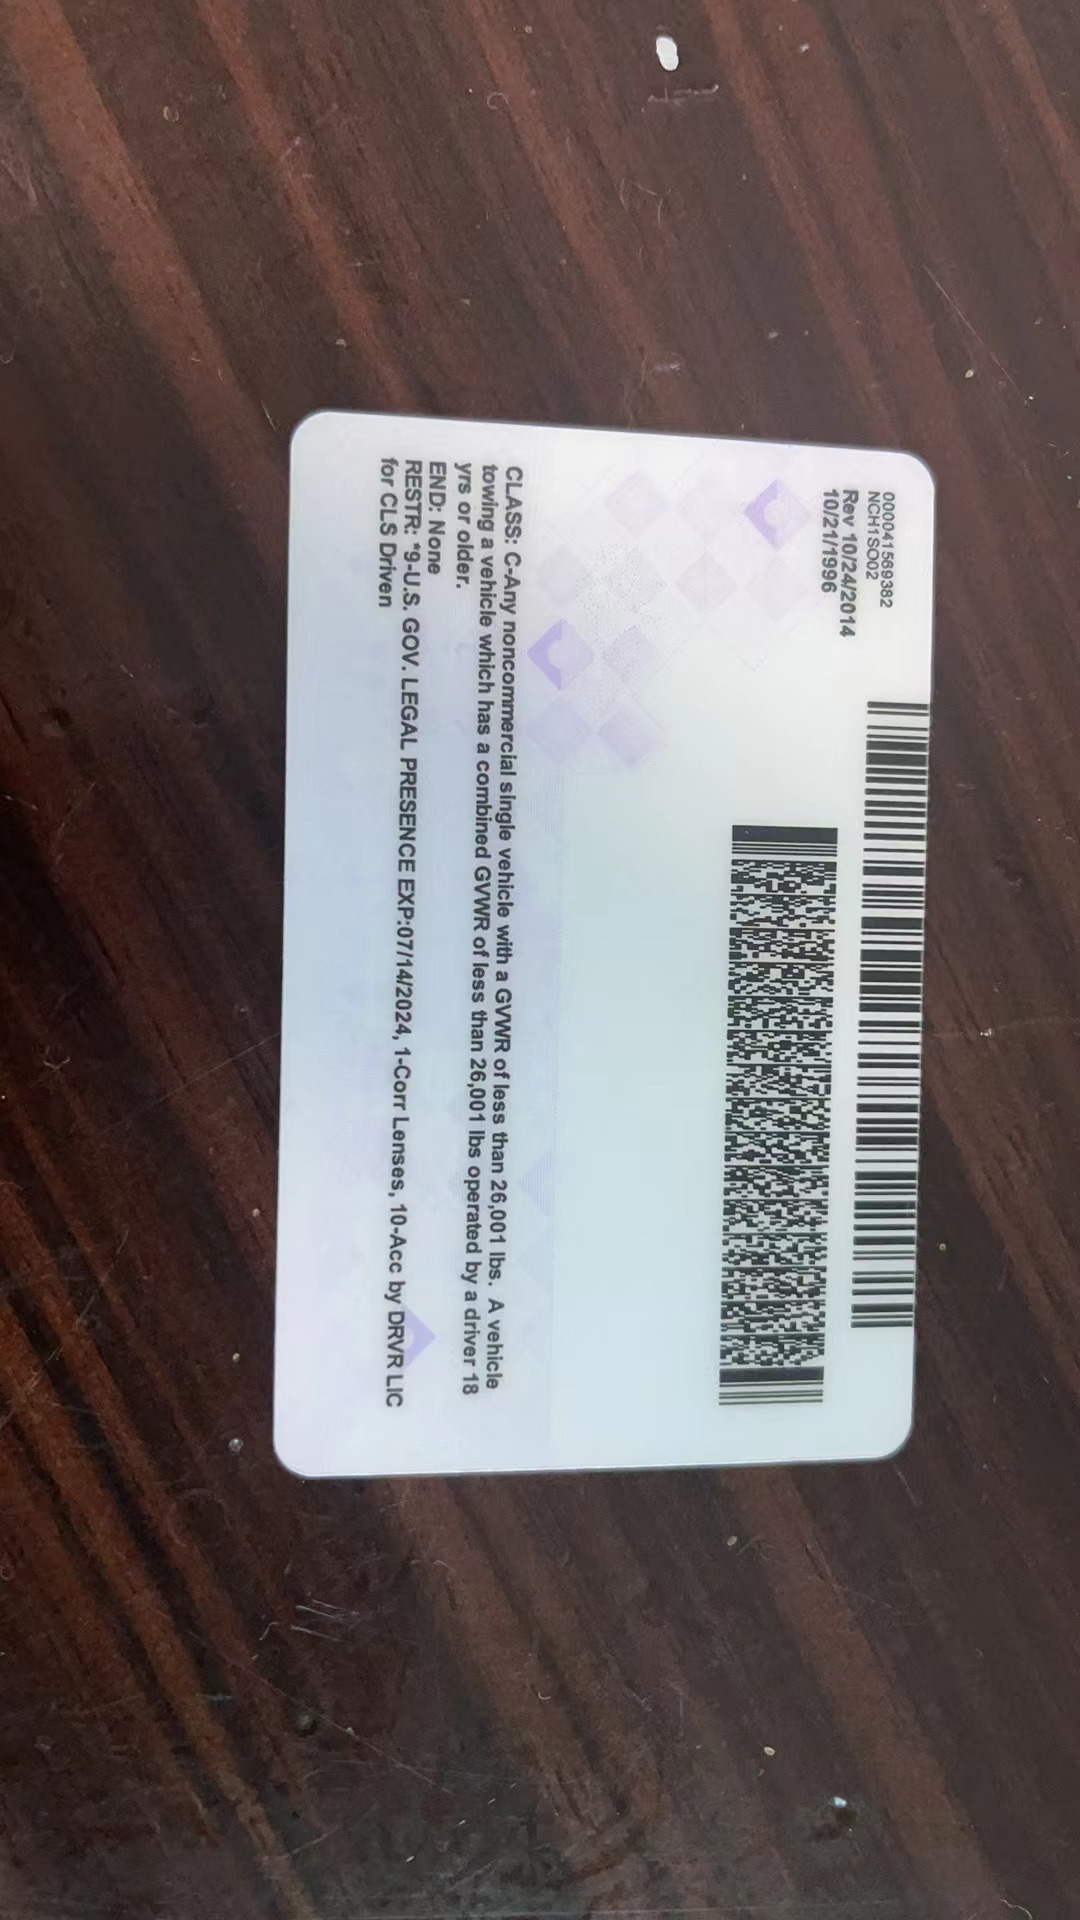 000041569382
NCH1SO02
Rev 10/24/2014
10/21/1996
CLASS: C-Any noncommercial single vehicle with a GVWR of less than 26,001 lbs. A vehicle
towing a vehicle which has a combined GVWR of less than 26,001 lbs operated by a driver 18
yrs or older.
END: None
RESTR: *9-U.S. GOV. LEGAL PRESENCE EXP:07/14/2024, 1-Corr Lenses, 10-Acc by DRVR LIC
for CLS Driven